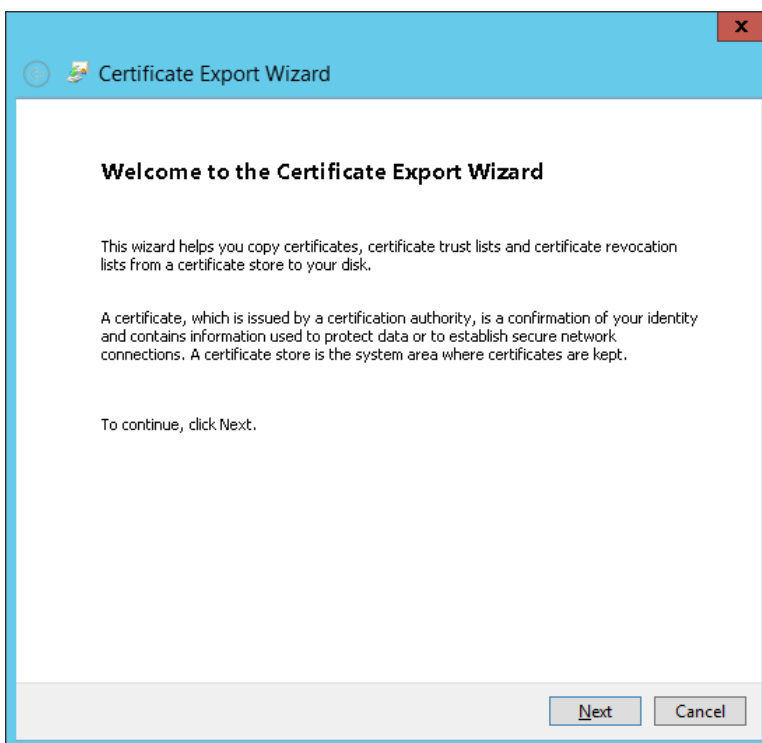 x
Certificate Export Wizard
Welcome to the Certificate Export Wizard
This wizard helps you copy certificates, certificate trust lists and certificate revocation
lists from a certificate store to your disk.
A certificate, which is issued by a certification authority, is a confirmation of your identity
and contains information used to protect data or to establish secure network
connections. A certificate store is the system area where certificates are kept.
To continue, click Next.
Next Cancel